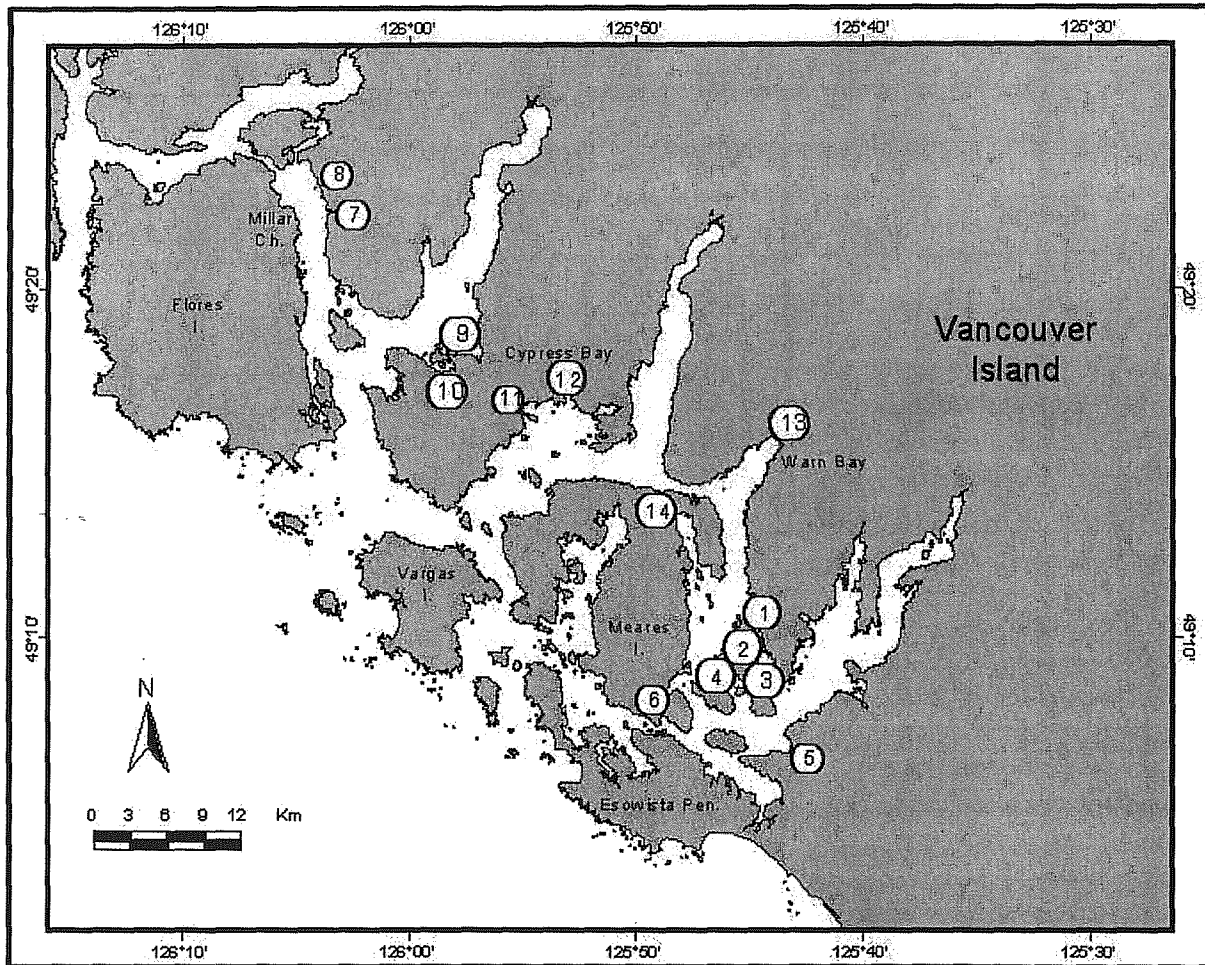 126°10' 126°00' 125°50' 125°40' 125°30'
8
7
Millar
Ch.
49°20'
49°20'
Flores
I.
Vancouver
Island
9
Cypress Bay
10
11
12
13
Warn Bay
14
Vargas
I.
Meares
I.
1
49°10'
49°10'
2
4
3
6
5
N
0 3 6 9 12 Km
Esowista Pen.
126°10' 126°00' 125°50' 125°40' 125°30'